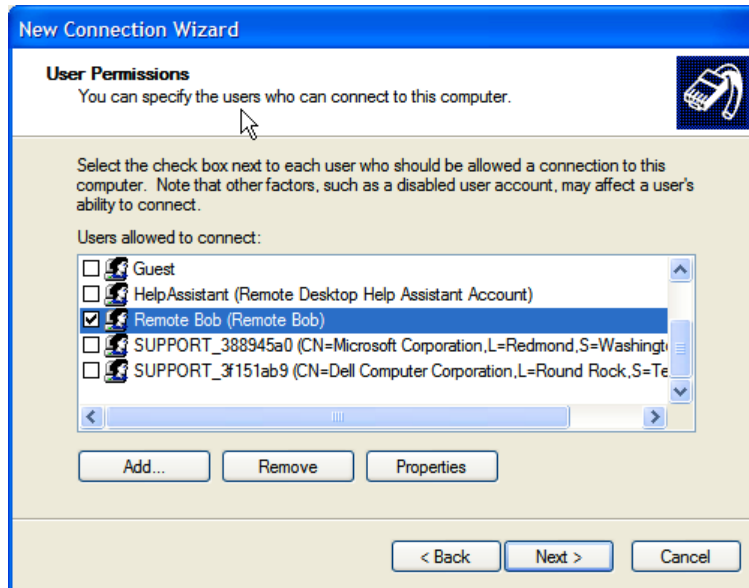 New Connection Wizard
User Permissions
You can specify the users who can connect to this computer.
Select the check box next to each user who should be allowed a connection to this
computer. Note that other factors, such as a disabled user account, may affect a user's
ability to connect.
Users allowed to connect:
Guest
HelpAssistant (Remote Desktop Help Assistant Account)
Remote Bob (Remote Bob)
SUPPORT_388945a0 (CN=Microsoft Corporation,L=Redmond,S=Washingt
SUPPORT_3f151ab9 (CN=Dell Computer Corporation,L=Round Rock,S=Te
Add...
Remove
Properties
< Back
Next >
Cancel